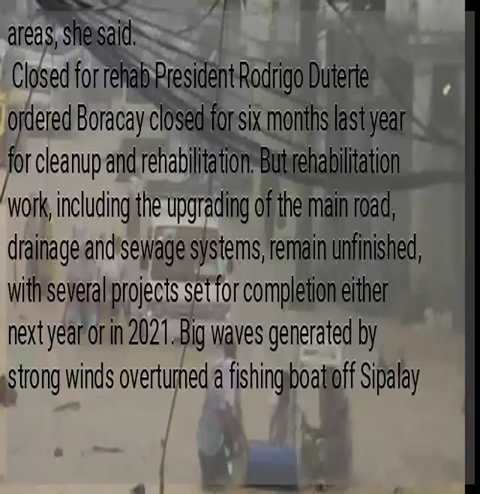 areas, she said.
Closed for rehab President Rodrigo Duterte
ordered Boracay closed for six months last year
for cleanup and rehabilitation. But rehabilitation
work, including the upgrading of the main road,
drainage and sewage systems, remain unfinished,
with several projects set for completion either
next year or in 2021. Big waves generated by
strong winds overturned a fishing boat off Sipalay